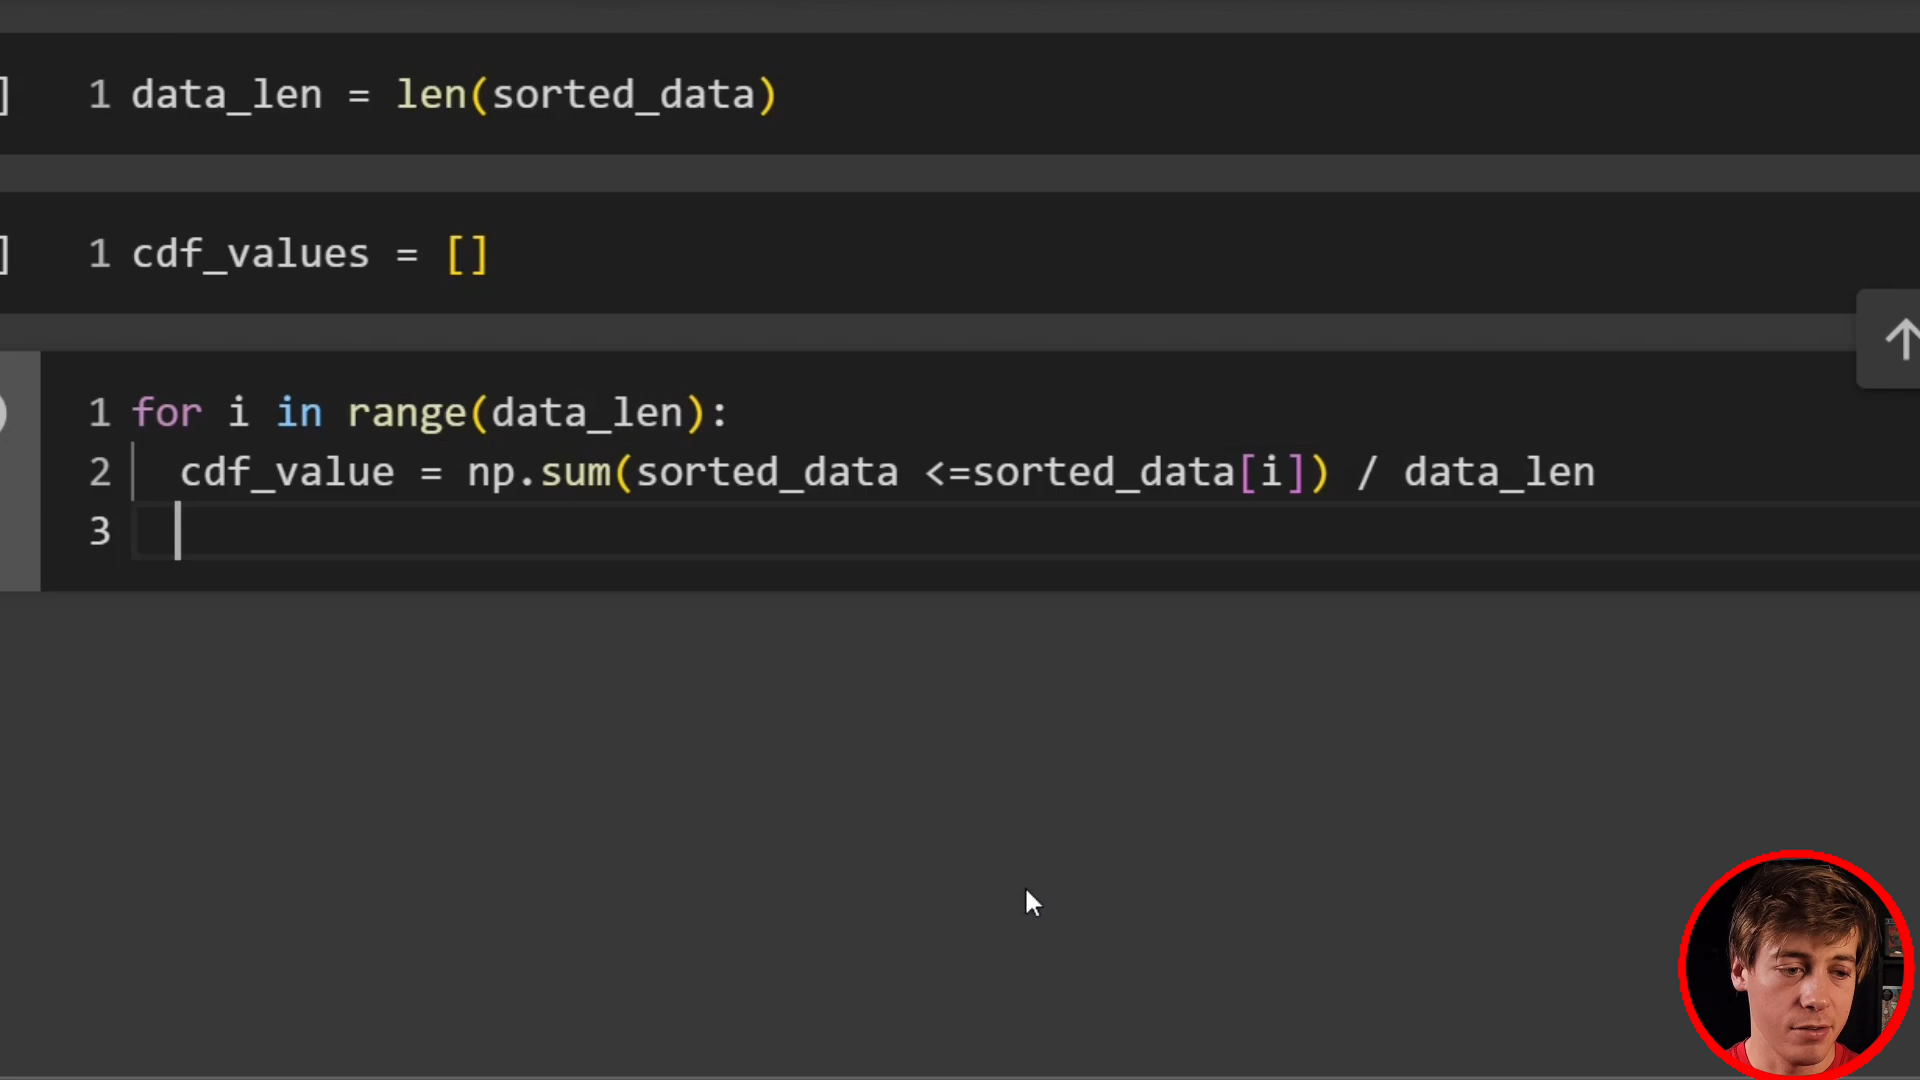 ]
1 data_len = len(sorted_data)
]
1 cdf_values = []
1 for i in range(data_len):
2 cdf_value = np.sum(sorted_data <=sorted_data[i]) / data_len
3